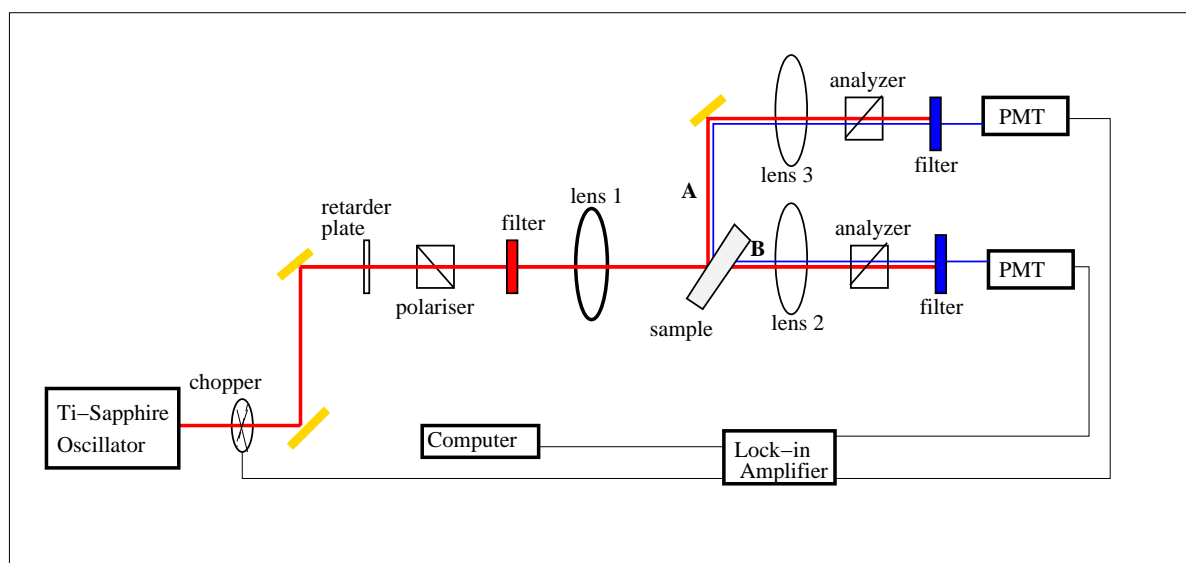 analyzer
PMT
filter
lens 3
A
lens 1
retarder
plate
filter
analyzer
B
PMT
polariser
filter
sample
lens 2
chopper
Ti−Sapphire
Oscillator
Computer
Lock−in
Amplifier